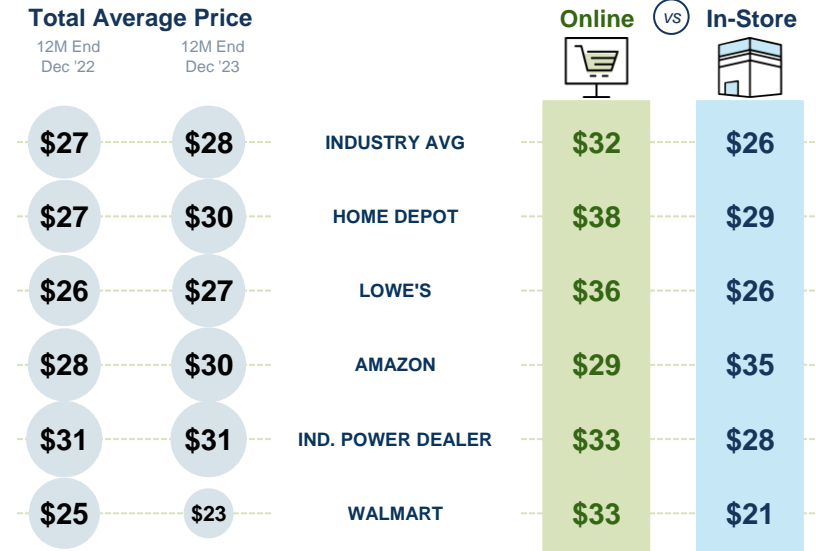 Total Average Price
Online vs In-Store
12M End 12M End
Dec '22 Dec '23
$27 $28 INDUSTRY AVG $32 $26
$27 $30 HOME DEPOT $38 $29
$26 $27 LOWE'S $36 $26
$28 $30 AMAZON $29 $35
$31 $31 IND. POWER DEALER $33 $28
$25 $23 WALMART $33 $21